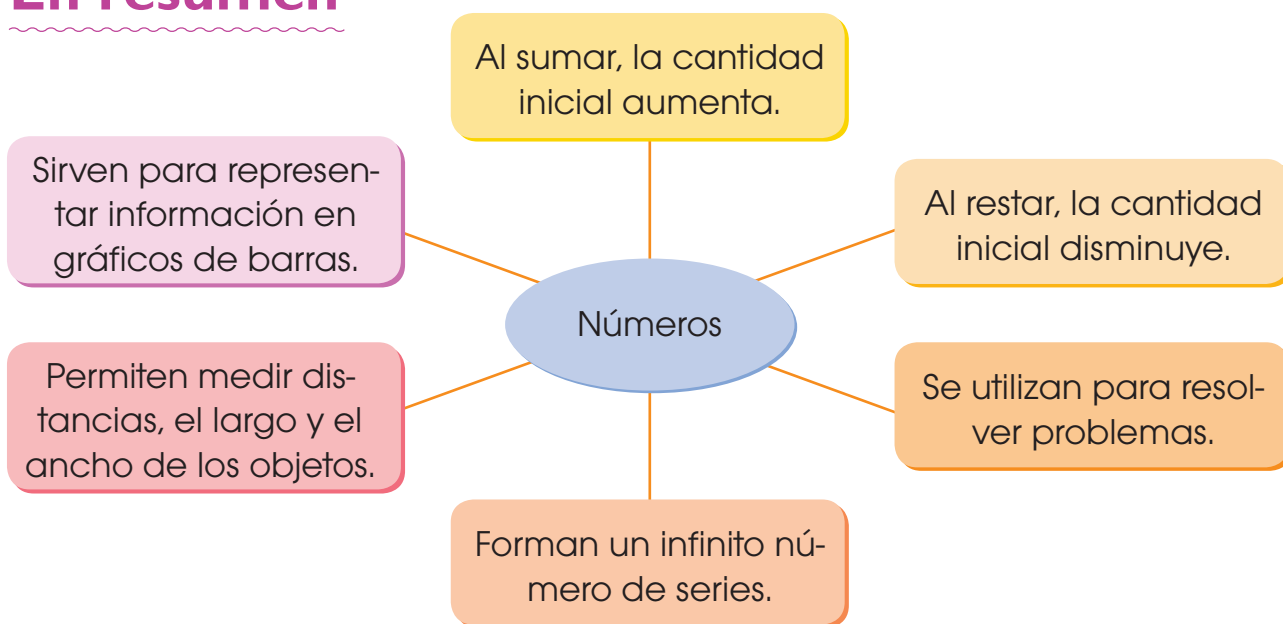 En resumen
Al sumar, la cantidad
inicial aumenta.
Sirven para represen-
tar información en
gráficos de barras.
Al restar, la cantidad
inicial disminuye.
Números
Permiten medir dis-
tancias, el largo y el
ancho de los objetos.
Se utilizan para resol-
ver problemas.
Forman un infinito nú-
mero de series.